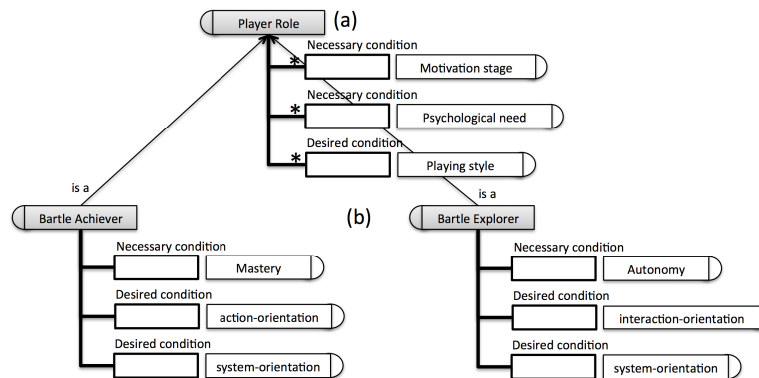 Player Role
(a)
Necessary condition
* Motivation stage
Necessary condition
* Psychological need
Desired condition
* Playing style
is a
is a
Bartle Achiever
(b)
Bartle Explorer
Necessary condition
Mastery
Desired condition
action-orientation
Desired condition
system-orientation
Necessary condition
Autonomy
Desired condition
interaction-orientation
Desired condition
system-orientation